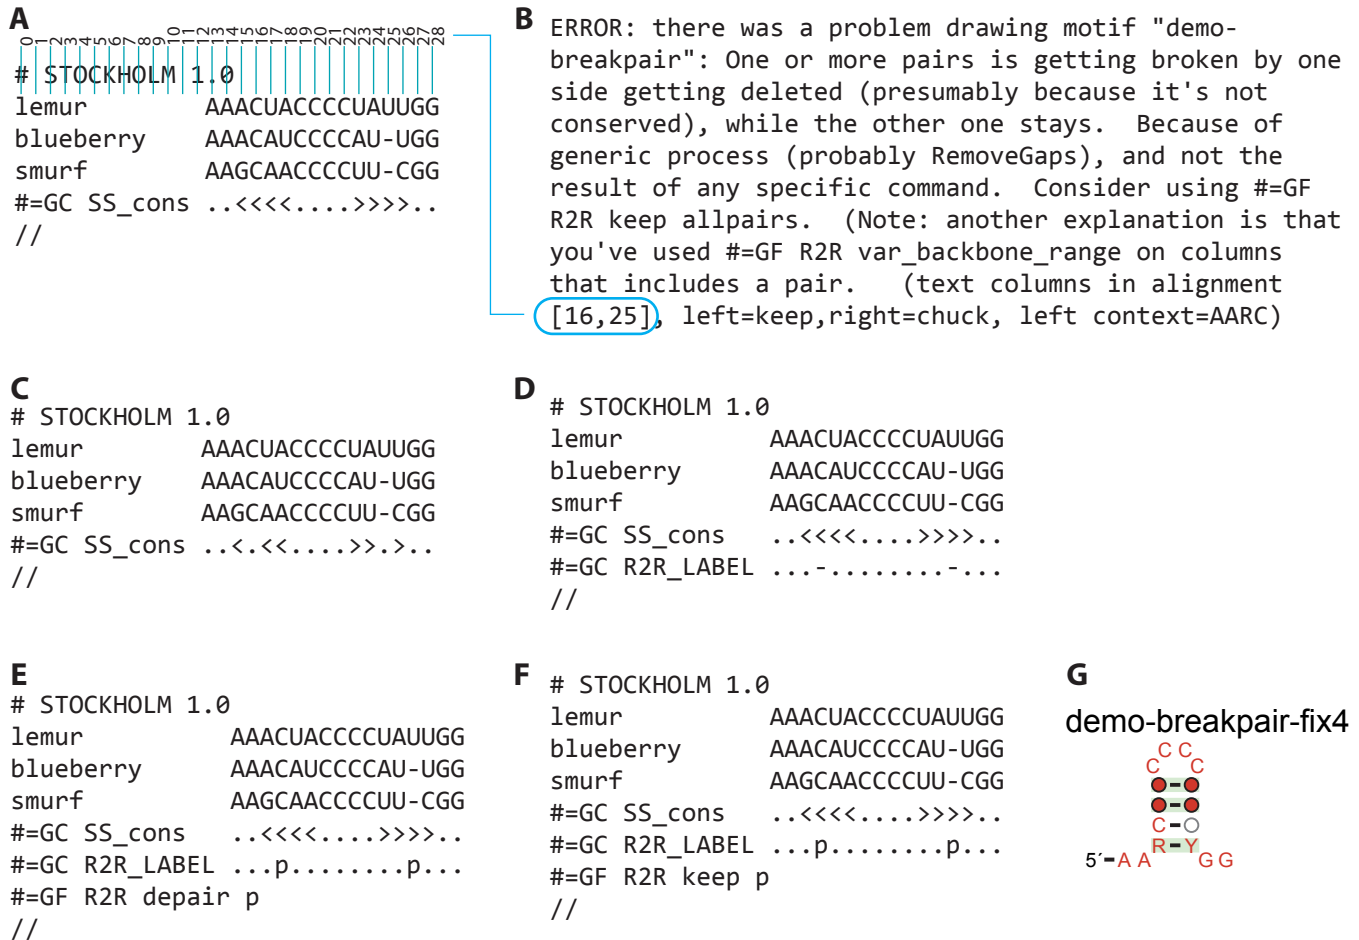 A
0 1 2 3 4 5 6 7 8 9 10 11 12 13 14 15 16 17 18 19 20 21 22 23 24 25 26 27 28
# STOCKHOLM 1.0
lemur        AAACUACCCCUAUUGG
blueberry    AAACAUCCCCAU-UGG
smurf        AAGCAACCCCUU-CGG
#=GC SS_cons ..<<<<....>>>>..
//
B
ERROR: there was a problem drawing motif "demo-
breakpair": One or more pairs is getting broken by one
side getting deleted (presumably because it's not
conserved), while the other one stays.  Because of
generic process (probably RemoveGaps), and not the
result of any specific command.  Consider using #=GF
R2R keep allpairs.  (Note: another explanation is that
you've used #=GF R2R var_backbone_range on columns
that includes a pair.   (text columns in alignment
[16,25], left=keep,right=chuck, left context=AARC)
C
# STOCKHOLM 1.0
lemur        AAACUACCCCUAUUGG
blueberry    AAACAUCCCCAU-UGG
smurf        AAGCAACCCCUU-CGG
#=GC SS_cons ..<.<<....>>.>..
//
D
# STOCKHOLM 1.0
lemur          AAACUACCCCUAUUGG
blueberry      AAACAUCCCCAU-UGG
smurf          AAGCAACCCCUU-CGG
#=GC SS_cons   ..<<<<....>>>>..
#=GC R2R_LABEL ...-........-...
//
E
# STOCKHOLM 1.0
lemur          AAACUACCCCUAUUGG
blueberry      AAACAUCCCCAU-UGG
smurf          AAGCAACCCCUU-CGG
#=GC SS_cons   ..<<<<....>>>>..
#=GC R2R_LABEL ...p........p...
#=GF R2R depair p
//
F
# STOCKHOLM 1.0
lemur          AAACUACCCCUAUUGG
blueberry      AAACAUCCCCAU-UGG
smurf          AAGCAACCCCUU-CGG
#=GC SS_cons   ..<<<<....>>>>..
#=GC R2R_LABEL ...p........p...
#=GF R2R keep p
//
G
demo-breakpair-fix4
C C
C C
C
R Y
5´ A A G G